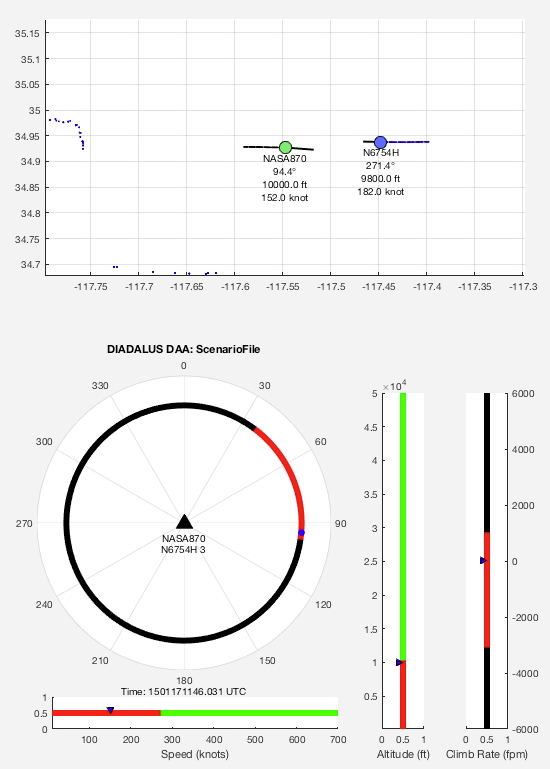 35.15
35.1
35.05
35
34.95
34.9
34.85
34.8
34.75
34.7
NASA870
94.4°
10000.0 ft
152.0 knot
N6754H
271.4°
9800.0 ft
182.0 knot
-117.75 -117.7 -117.65 -117.6 -117.55 -117.5 -117.45 -117.4 -117.35 -117.3
DIADALUS DAA: ScenarioFile
0
330 30
300 60
270 90
240 120
210 150
180
NASA870
N6754H 3
Time: 1501171146.031 UTC
1
0.5
0
100 200 300 400 500 600 700
Speed (knots)
×10^4
5
4.5
4
3.5
3
2.5
2
1.5
1
0.5
0 0.5 1
Altitude (ft)
6000
4000
2000
0
-2000
-4000
-6000
0 0.5 1
Climb Rate (fpm)